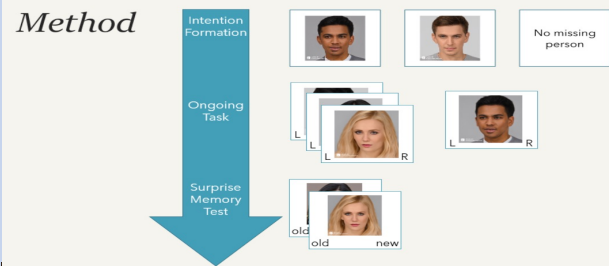 Method
Intention
Formation
No missing
person
Ongoing
Task
L
L
L R
L R
Surprise
Memory
Test
old
old new